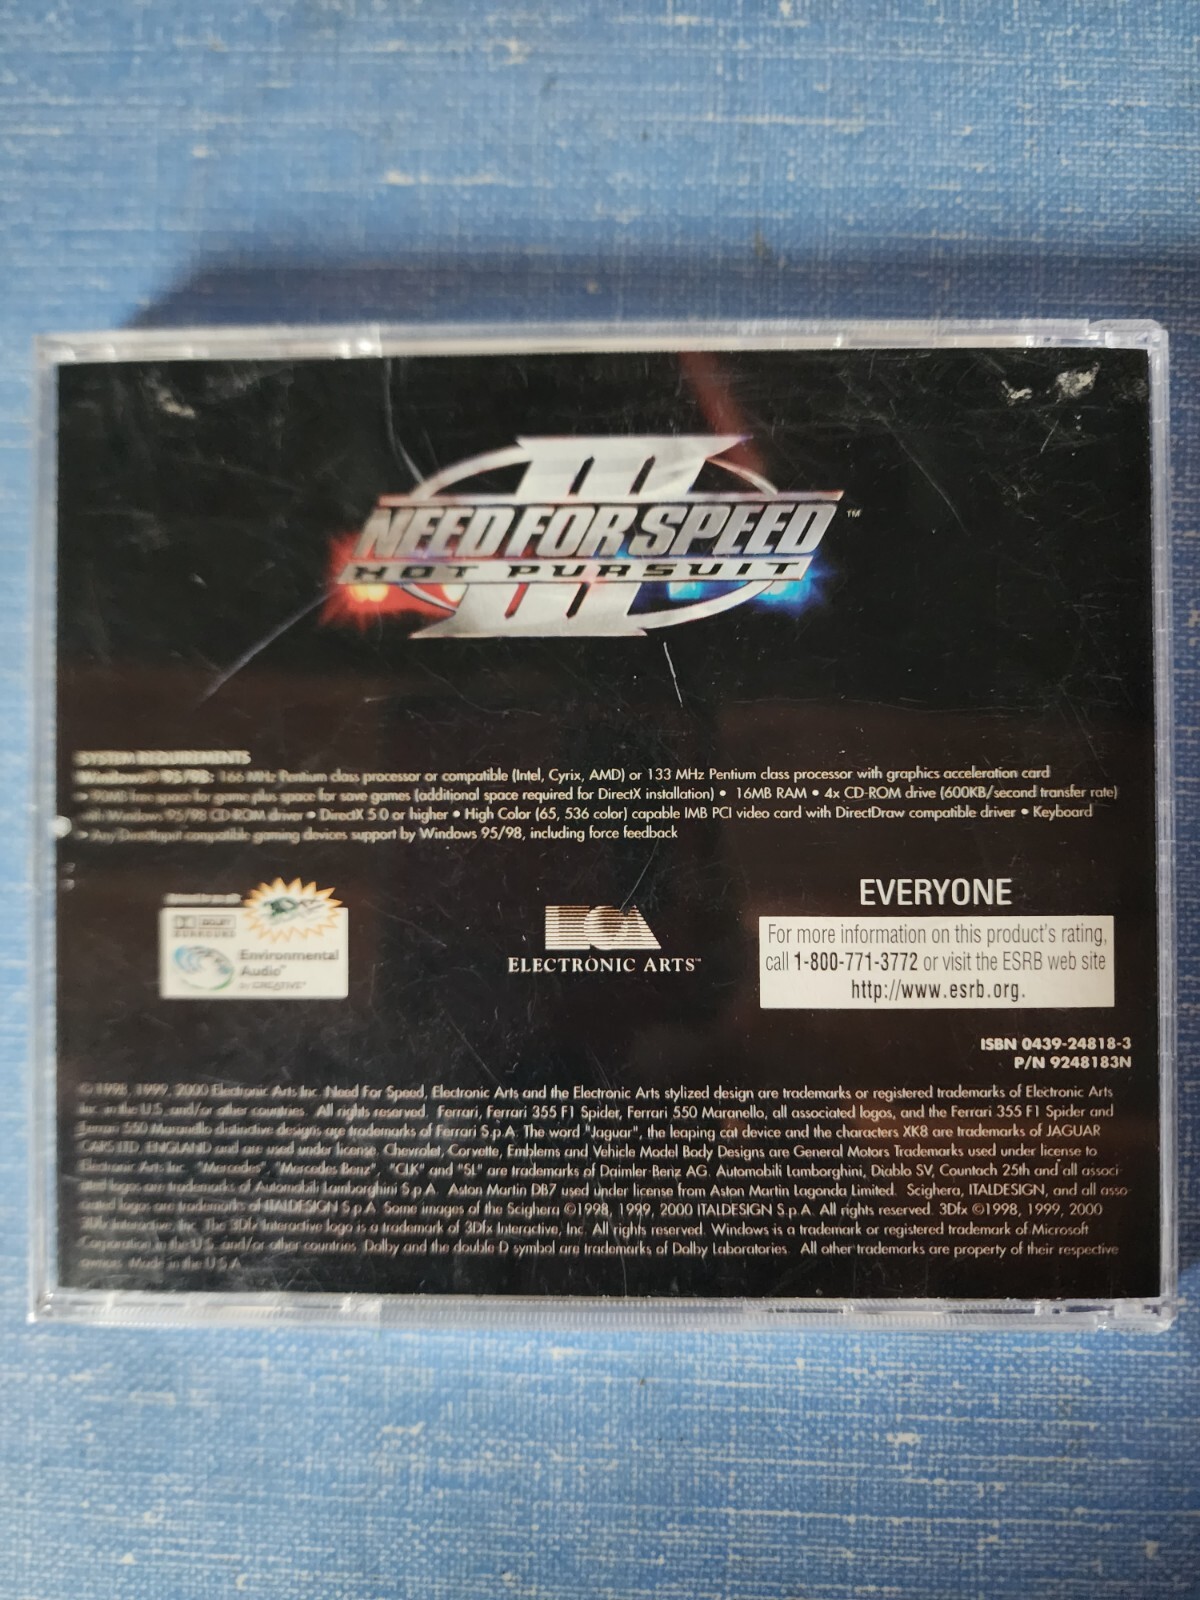 III
NEED FOR SPEED™
HOT PURSUIT
SYSTEM REQUIREMENTS
Windows® 95/98: 166 MHz Pentium class processor or compatible (Intel, Cyrix, AMD) or 133 MHz Pentium class processor with graphics acceleration card
• 90MB free space for game plus space for save games (additional space required for DirectX installation) • 16MB RAM • 4x CD-ROM drive (600KB/second transfer rate)
with Windows 95/98 CD-ROM driver • DirectX 5.0 or higher • High Color (65, 536 color) capable 1MB PCI video card with DirectDraw compatible driver • Keyboard
• Any DirectInput compatible gaming devices support by Windows 95/98, including force feedback
DOLBY
SURROUND
Environmental
Audio™
BY CREATIVE®
EA
ELECTRONIC ARTS™
EVERYONE
For more information on this product's rating,
call 1-800-771-3772 or visit the ESRB web site
http://www.esrb.org.
ISBN 0439-24818-3
P/N 9248183N
© 1998, 1999, 2000 Electronic Arts Inc. Need For Speed, Electronic Arts and the Electronic Arts stylized design are trademarks or registered trademarks of Electronic Arts
Inc. in the U.S. and/or other countries. All rights reserved. Ferrari, Ferrari 355 F1 Spider, Ferrari 550 Maranello, all associated logos, and the Ferrari 355 F1 Spider and
Ferrari 550 Maranello distinctive designs are trademarks of Ferrari S.p.A. The word "Jaguar", the leaping cat device and the characters XK8 are trademarks of JAGUAR
CARS LTD, ENGLAND and are used under license. Chevrolet, Corvette, Emblems and Vehicle Model Body Designs are General Motors Trademarks used under license to
Electronic Arts Inc. "Mercedes", "Mercedes Benz", "CLK" and "SL" are trademarks of Daimler-Benz AG. Automobili Lamborghini, Diablo SV, Countach 25th and all associ-
ated logos are trademarks of Automobili Lamborghini S.p.A. Aston Martin DB7 used under license from Aston Martin Lagonda Limited. Scighera, ITALDESIGN, and all asso-
ciated logos are trademarks of ITALDESIGN S.p.A. Some images of the Scighera ©1998, 1999, 2000 ITALDESIGN S.p.A. All rights reserved. 3Dfx ©1998, 1999, 2000
3Dfx Interactive, Inc. The 3Dfx Interactive logo is a trademark of 3Dfx Interactive, Inc. All rights reserved. Windows is a trademark or registered trademark of Microsoft
Corporation in the U.S. and/or other countries. Dolby and the double D symbol are trademarks of Dolby Laboratories. All other trademarks are property of their respective
owners. Made in the U.S.A.